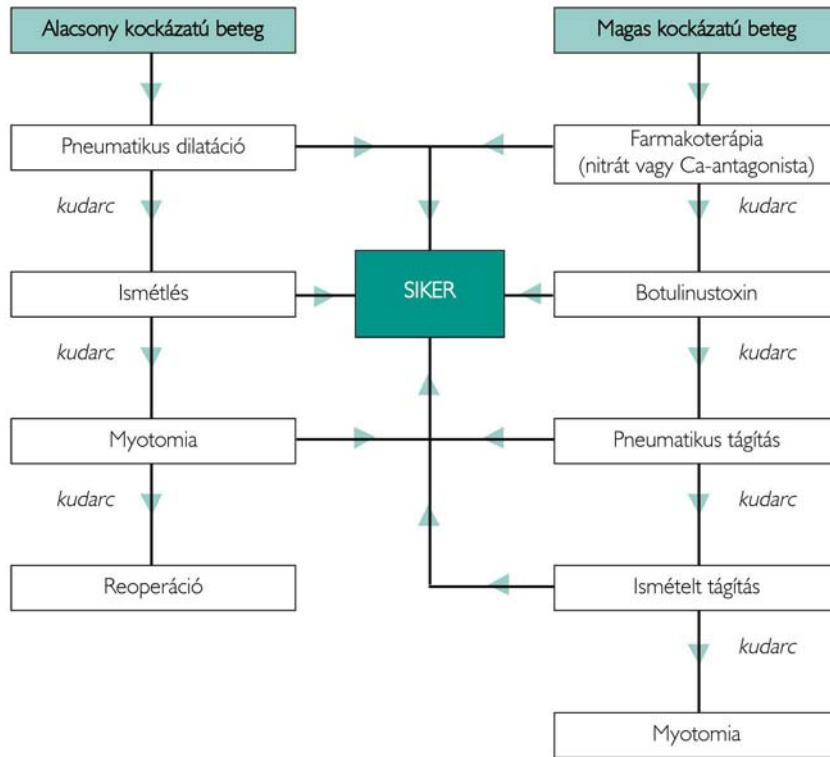 Alacsony kockázatú beteg
Magas kockázatú beteg
Pneumatikus dilatáció
Farmakoterápia
(nitrát vagy Ca-antagonista)
kudarc
kudarc
Ismétlés
SIKER
Botulinustoxin
kudarc
kudarc
Myotomia
Pneumatikus tágítás
kudarc
kudarc
Reoperáció
Ismételt tágítás
kudarc
Myotomia